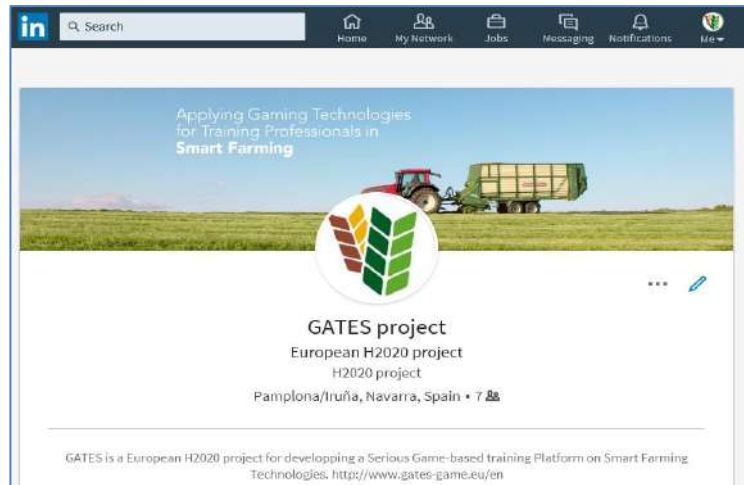 in
Search
Home
My Network
Jobs
Messaging
Notifications
Me
Applying Gaming Technologies
for Training Professionals in
Smart Farming
GATES project
European H2020 project
H2020 project
Pamplona/Iruña, Navarra, Spain • 7
GATES is a European H2020 project for developping a Serious Game-based training Platform on Smart Farming
Technologies. http://www.gates-game.eu/en